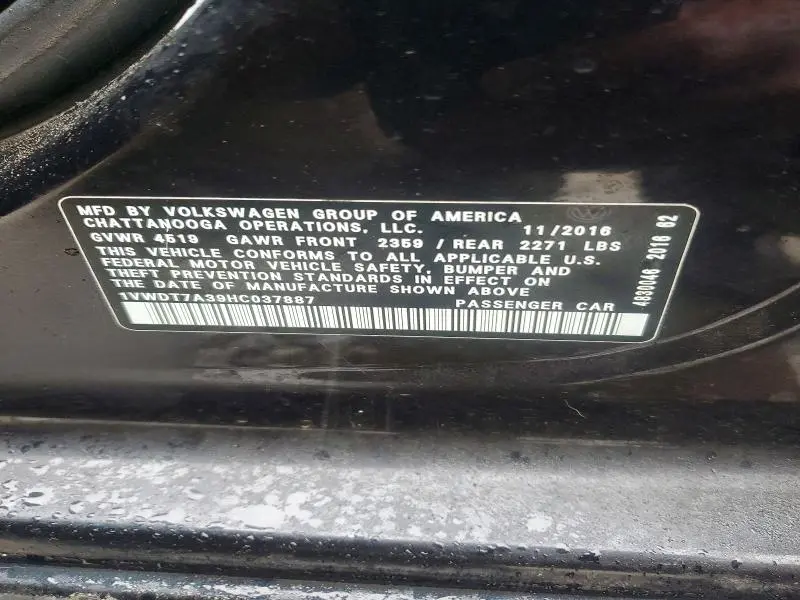 MFD BY VOLKSWAGEN GROUP OF AMERICA
CHATTANOOGA OPERATIONS, LLC. 11/2016
GVWR 4519 GAWR FRONT 2359 / REAR 2271 LBS
THIS VEHICLE CONFORMS TO ALL APPLICABLE U.S.
FEDERAL MOTOR VEHICLE SAFETY, BUMPER AND
THEFT PREVENTION STANDARDS IN EFFECT ON
THE DATE OF MANUFACTURE SHOWN ABOVE
1VWDT7A39HC037887 PASSENGER CAR
4830046 2016 62